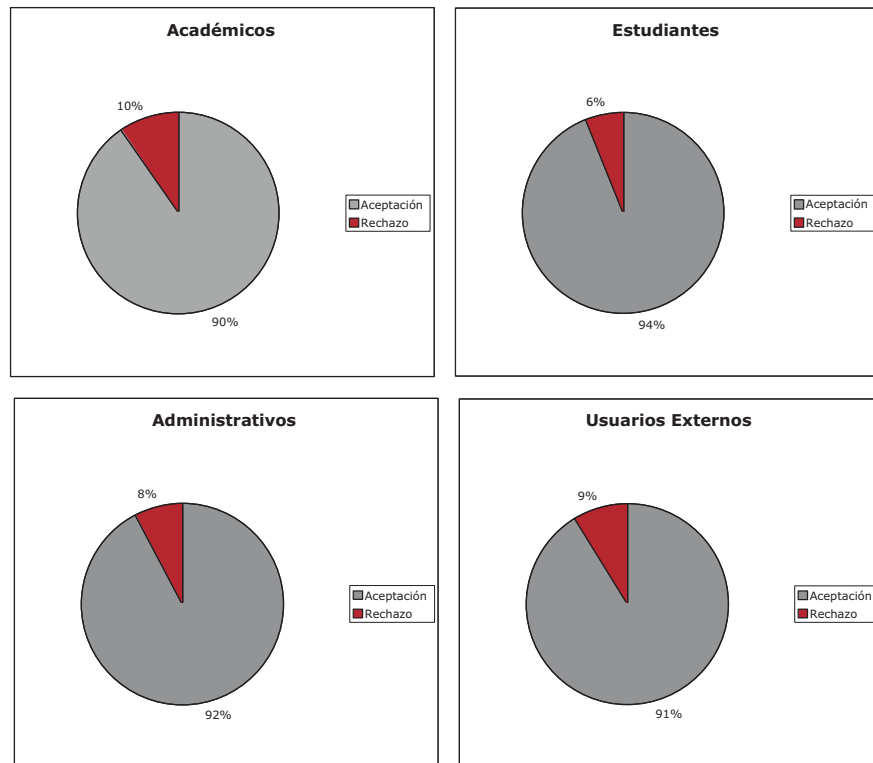 Académicos
10%
Aceptación
Rechazo
90%
Estudiantes
6%
Aceptación
Rechazo
94%
Administrativos
8%
Aceptación
Rechazo
92%
Usuarios Externos
9%
Aceptación
Rechazo
91%